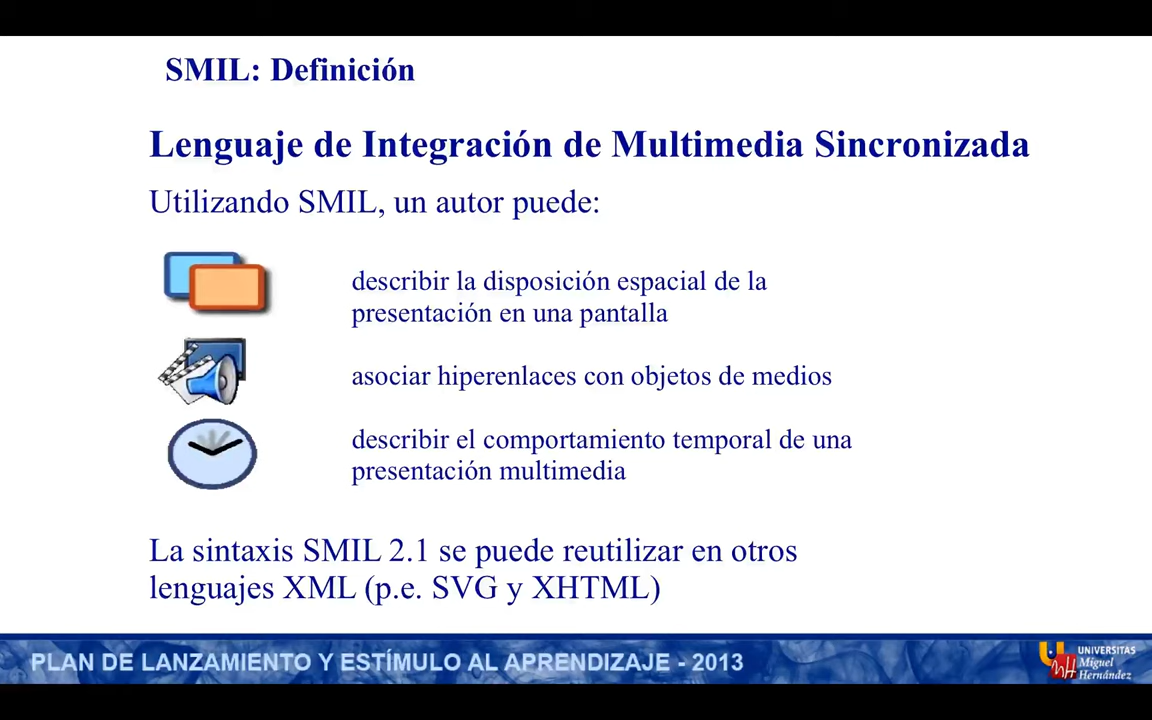 SMIL: Definición
Lenguaje de Integración de Multimedia Sincronizada
Utilizando SMIL, un autor puede:
describir la disposición espacial de la
presentación en una pantalla
asociar hiperenlaces con objetos de medios
describir el comportamiento temporal de una
presentación multimedia
La sintaxis SMIL 2.1 se puede reutilizar en otros
lenguajes XML (p.e. SVG y XHTML)
PLAN DE LANZAMIENTO Y ESTÍMULO AL APRENDIZAJE - 2013
UNIVERSITAS
Miguel
Hernández